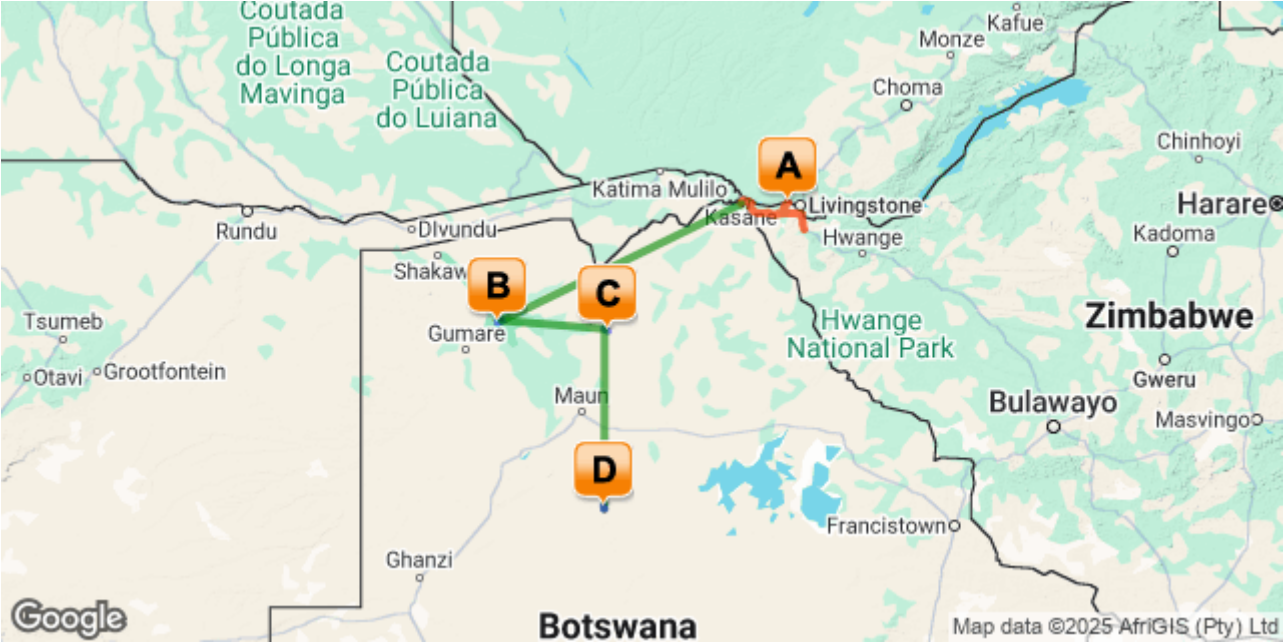 Coutada
Pública
do Longa
Mavinga
Coutada
Pública
do Luiana
Kafue
Monze
Choma
Chinhoyi
A
Katima Mulilo
Livingstone
Kasane
Harare
Rundu
DIvundu
Hwange
Kadoma
Shakaw
B
C
Tsumeb
Gumare
Hwange
National Park
Zimbabwe
Otavi
Grootfontein
Gweru
Maun
Bulawayo
Masvingo
D
Francistown
Ghanzi
Botswana
Google
Map data ©2025 AfriGIS (Pty) Ltd